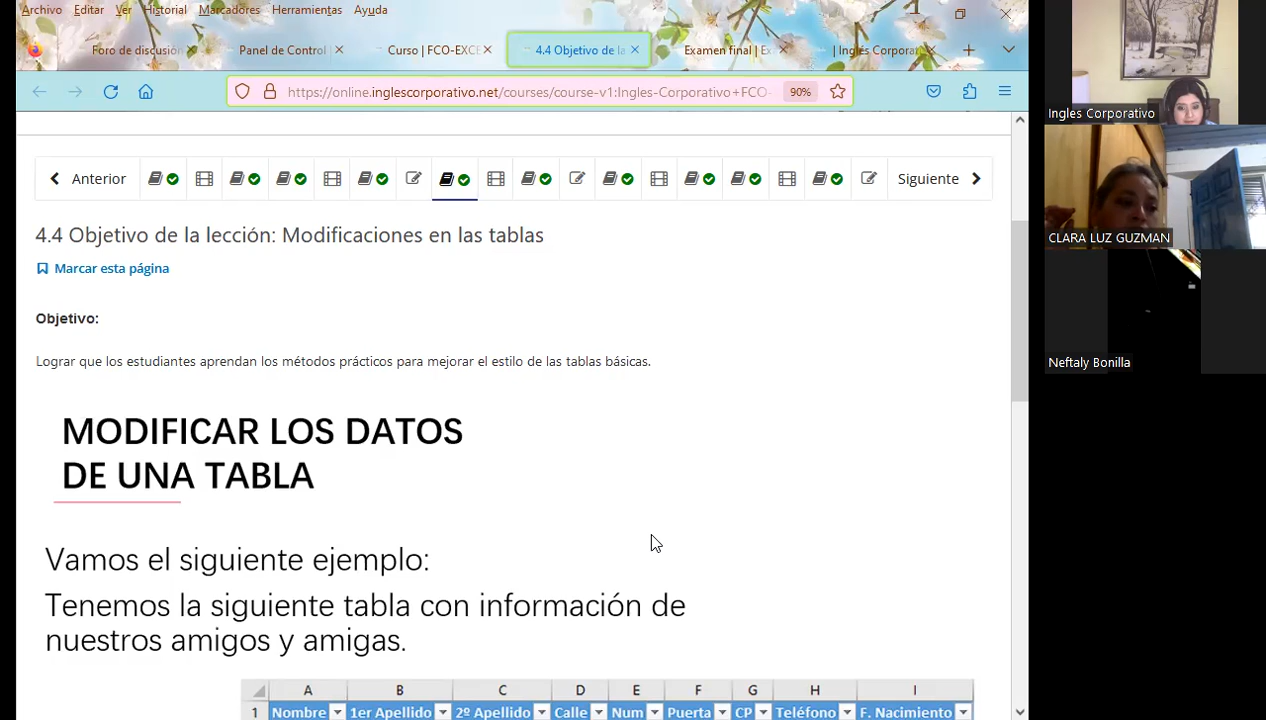 Archivo Editar Ver Historial Marcadores Herramientas Ayuda
Foro de discusión Panel de Control Curso | FCO-EXCE 4.4 Objetivo de la Examen final | Ex | Inglés Corporat
https://online.inglescorporativo.net/courses/course-v1:Ingles-Corporativo+FCO- 90%
Anterior Siguiente
4.4 Objetivo de la lección: Modificaciones en las tablas
Marcar esta página
Objetivo:
Lograr que los estudiantes aprendan los métodos prácticos para mejorar el estilo de las tablas básicas.
MODIFICAR LOS DATOS
DE UNA TABLA
Vamos el siguiente ejemplo:
Tenemos la siguiente tabla con información de
nuestros amigos y amigas.
A B C D E F G H I
1 Nombre 1er Apellido 2º Apellido Calle Num Puerta CP Teléfono F. Nacimiento
Ingles Corporativo
CLARA LUZ GUZMAN
Neftaly Bonilla